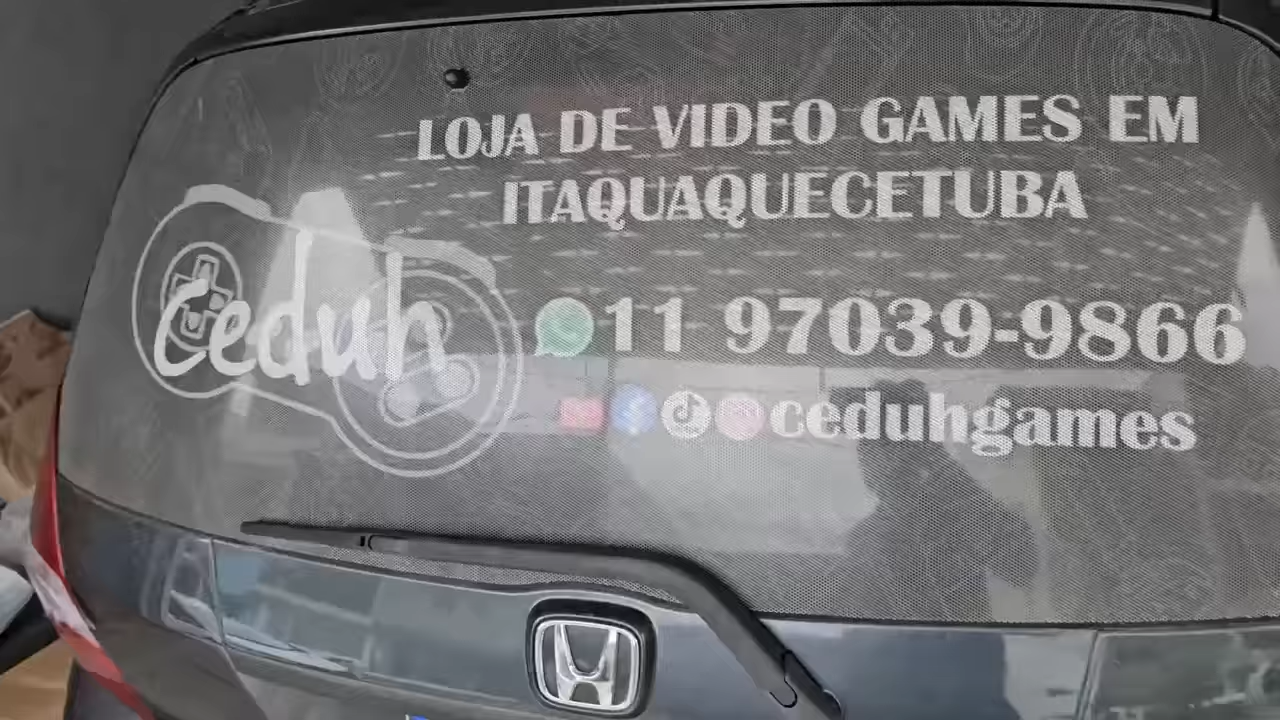 LOJA DE VIDEO GAMES EM
ITAQUAQUECETUBA
ceduh
11 97039-9866
ceduhgames